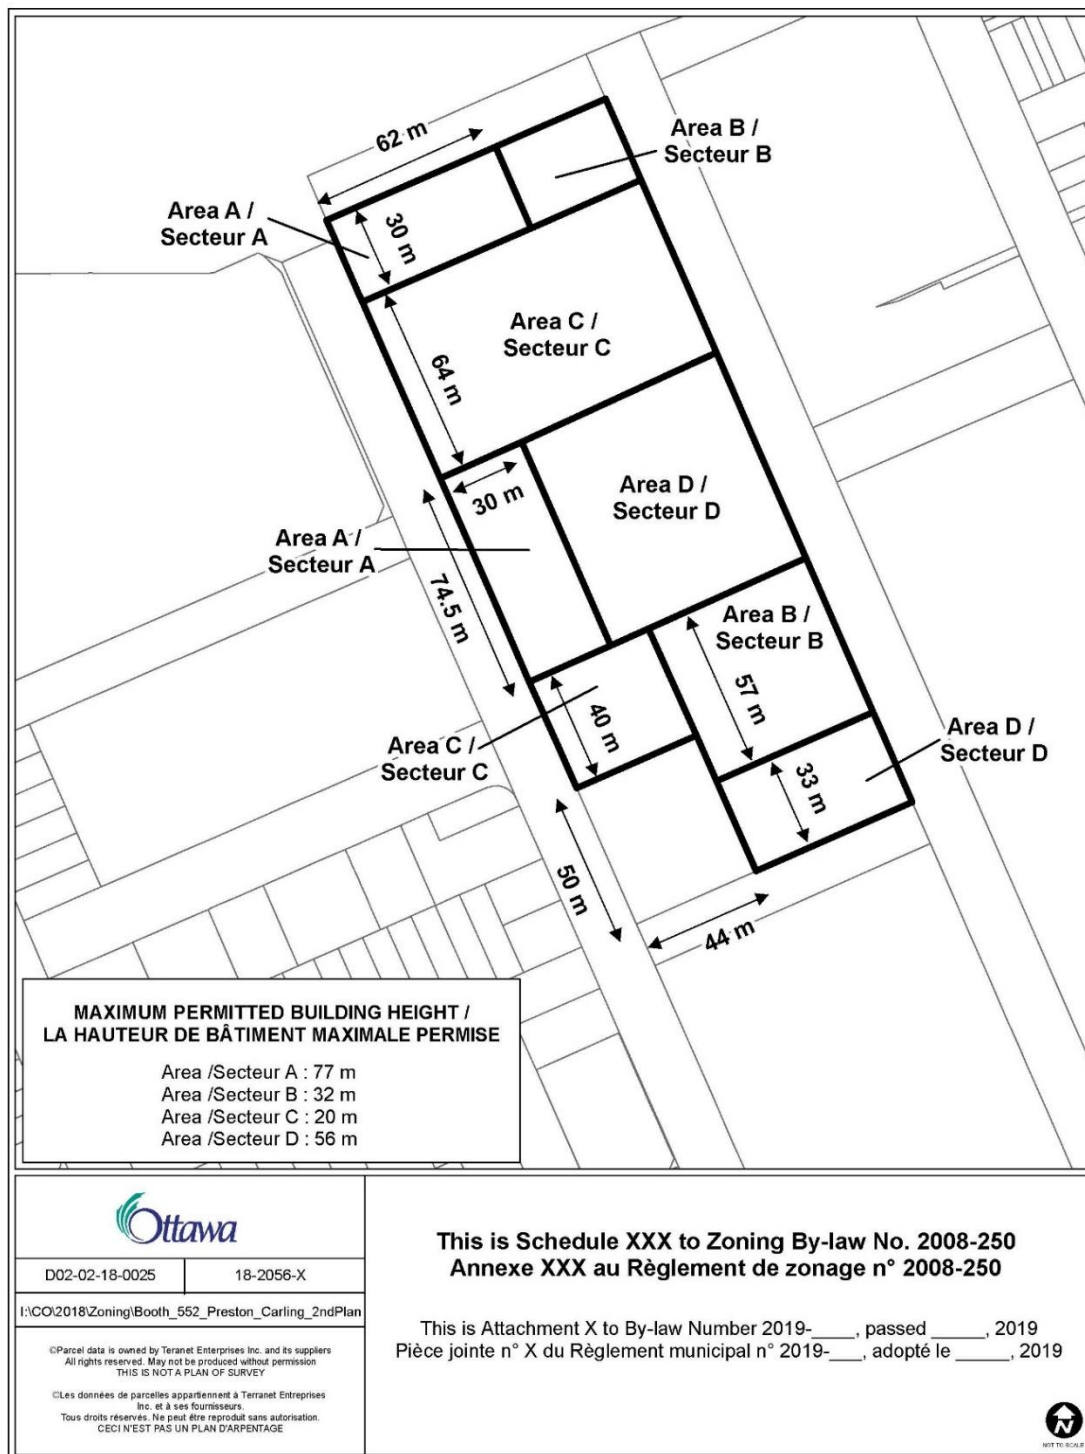 62 m
Area B /
Secteur B
Area A /
Secteur A
30 m
Area C /
Secteur C
64 m
30 m
Area D /
Secteur D
Area A /
Secteur A
74.5 m
Area B /
Secteur B
57 m
40 m
Area C /
Secteur C
Area D /
Secteur D
33 m
50 m
44 m
MAXIMUM PERMITTED BUILDING HEIGHT /
LA HAUTEUR DE BÂTIMENT MAXIMALE PERMISE
Area /Secteur A : 77 m
Area /Secteur B : 32 m
Area /Secteur C : 20 m
Area /Secteur D : 56 m
Ottawa
D02-02-18-0025
18-2056-X
I:\CO\2018\Zoning\Booth_552_Preston_Carling_2ndPlan
©Parcel data is owned by Teranet Enterprises Inc. and its suppliers
All rights reserved. May not be produced without permission
THIS IS NOT A PLAN OF SURVEY
©Les données de parcelles appartiennent à Terranet Entreprises
Inc. et à ses fournisseurs.
Tous droits réservés. Ne peut être reproduit sans autorisation.
CECI N'EST PAS UN PLAN D'ARPENTAGE
This is Schedule XXX to Zoning By-law No. 2008-250
Annexe XXX au Règlement de zonage n° 2008-250
This is Attachment X to By-law Number 2019-____, passed _____, 2019
Pièce jointe n° X du Règlement municipal n° 2019-___, adopté le _____, 2019
N
NOT TO SCALE